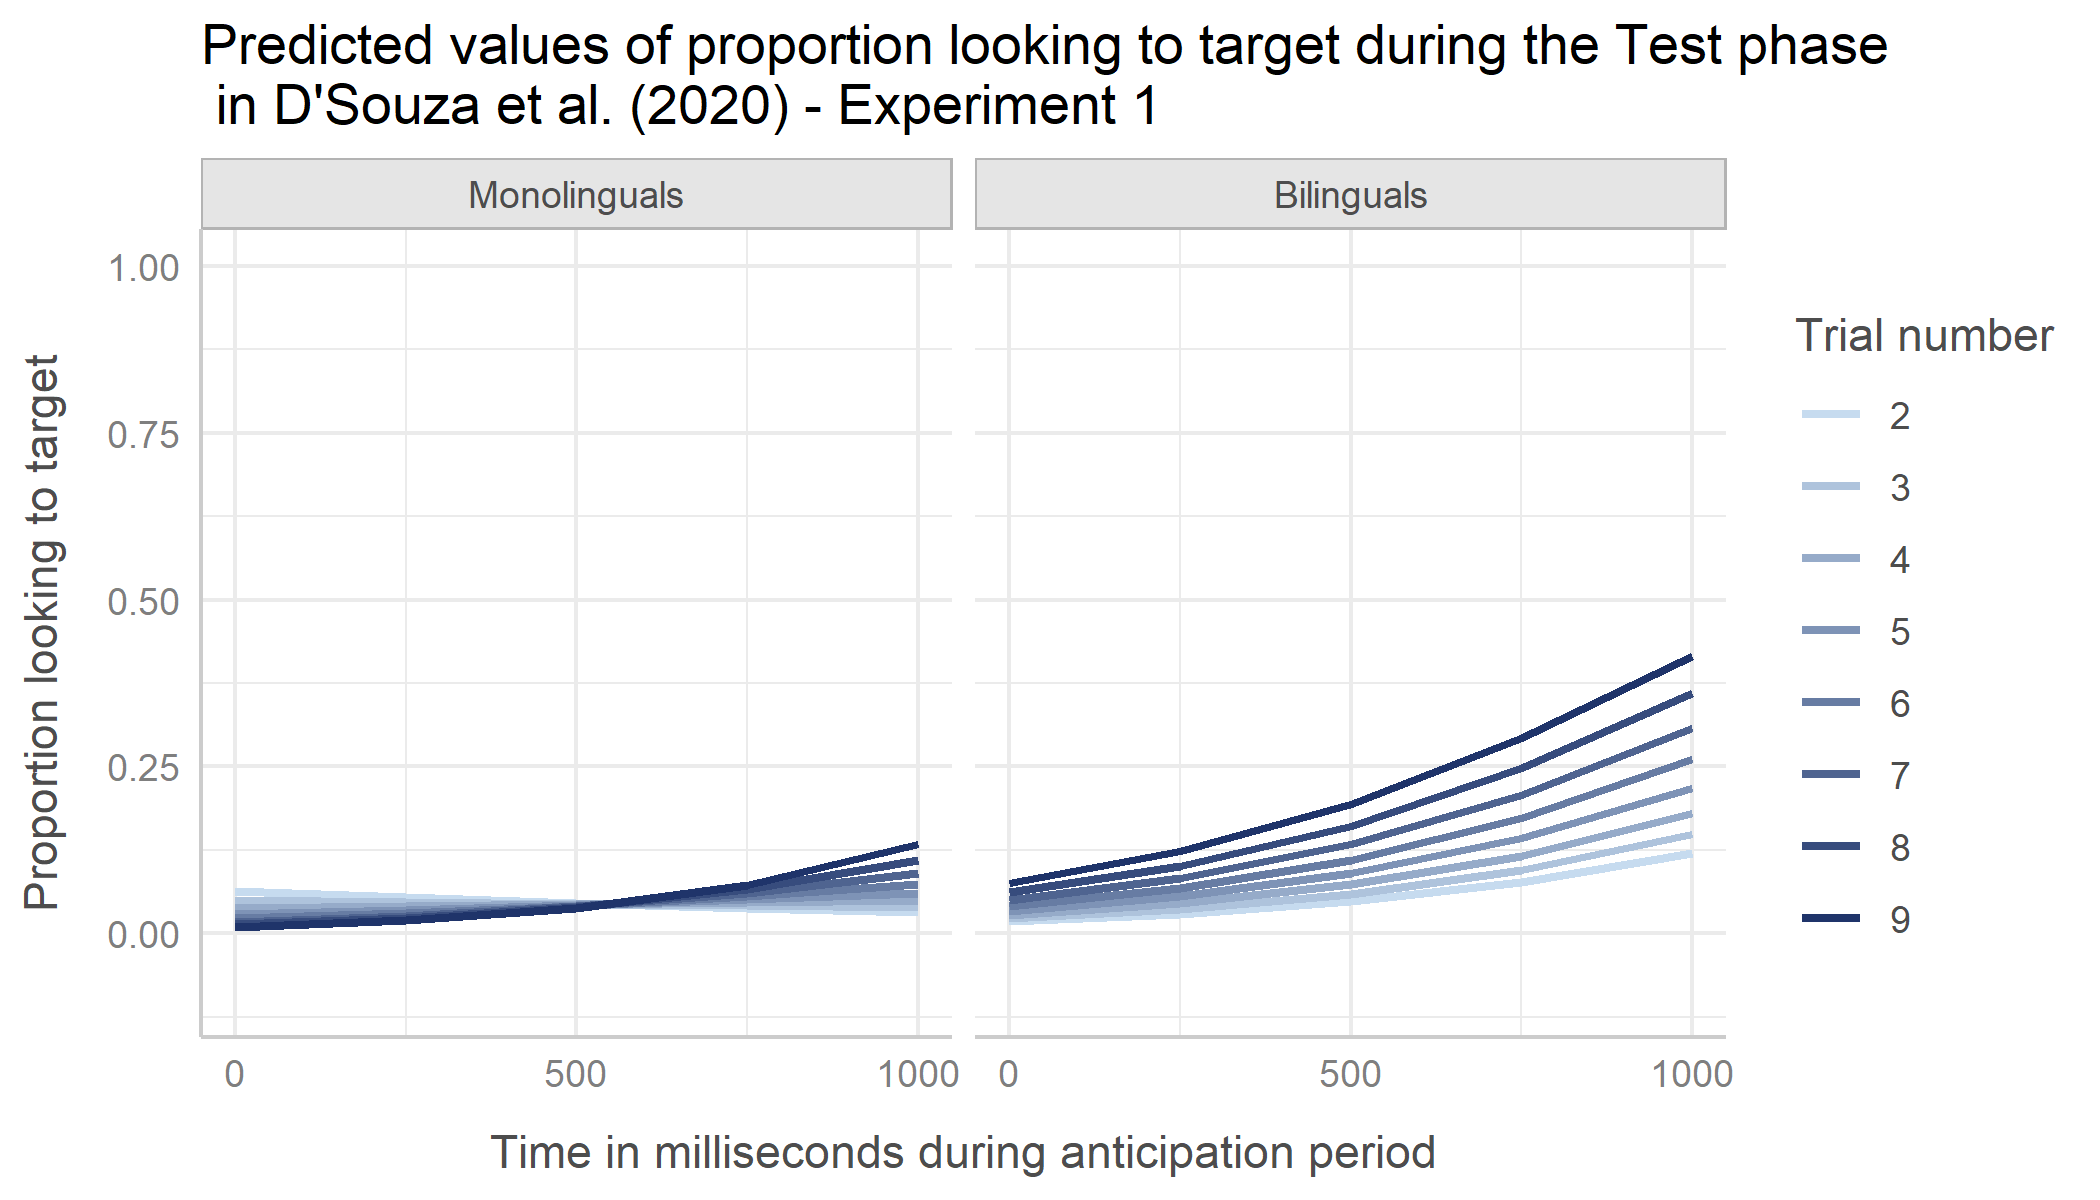 Predicted values of proportion looking to target during the Test phase
in D'Souza et al. (2020) - Experiment 1
Monolinguals
Bilinguals
Proportion looking to target
1.00
0.75
0.50
0.25
0.00
0
500
1000
0
500
1000
Time in milliseconds during anticipation period
Trial number
2
3
4
5
6
7
8
9